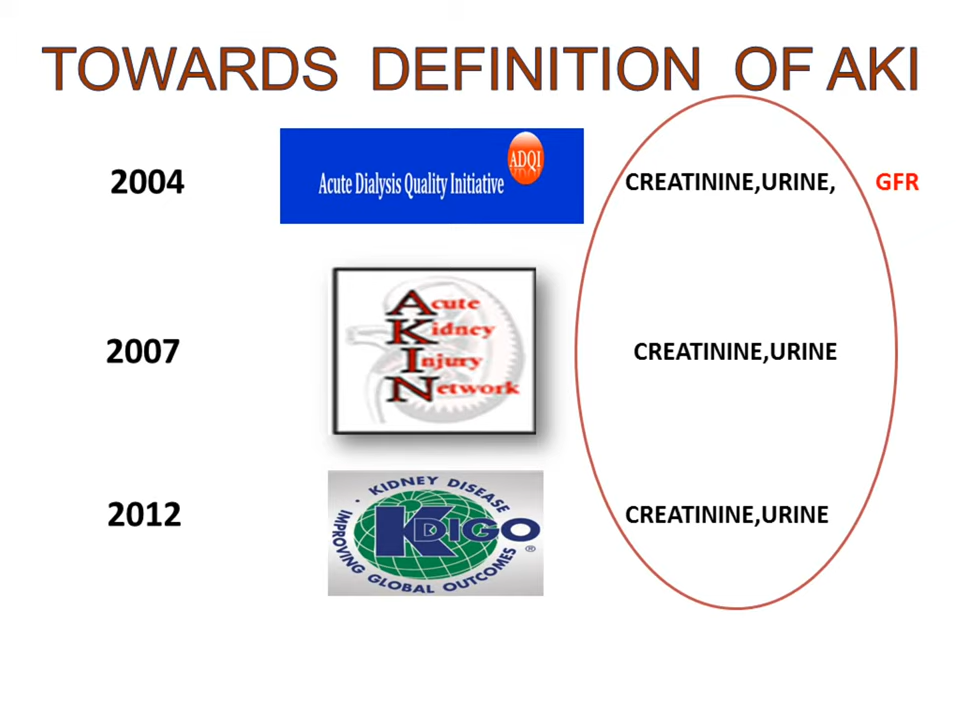 TOWARDS DEFINITION OF AKI
2004
ADQI
Acute Dialysis Quality Initiative
CREATININE,URINE, GFR
2007
Acute
Kidney
Injury
Network
CREATININE,URINE
2012
KIDNEY DISEASE
KDIGO
®
IMPROVING GLOBAL OUTCOMES
CREATININE,URINE